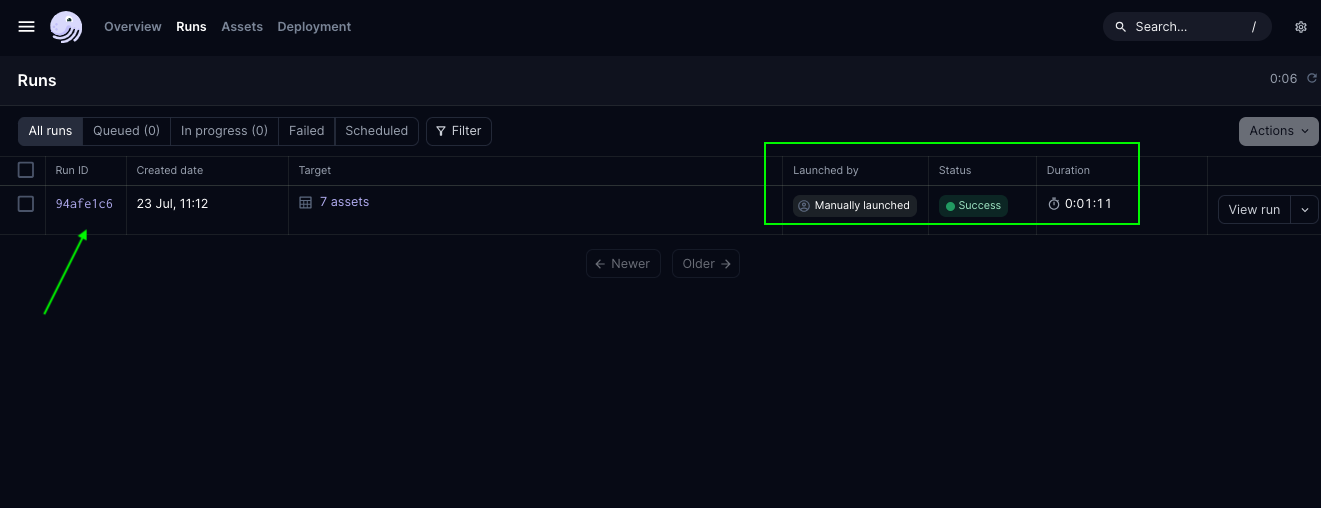 Overview Runs Assets Deployment Search... /
Runs 0:06
All runs Queued (0) In progress (0) Failed Scheduled Filter Actions
Run ID Created date Target Launched by Status Duration
94afe1c6 23 Jul, 11:12 7 assets Manually launched Success 0:01:11 View run
Newer Older